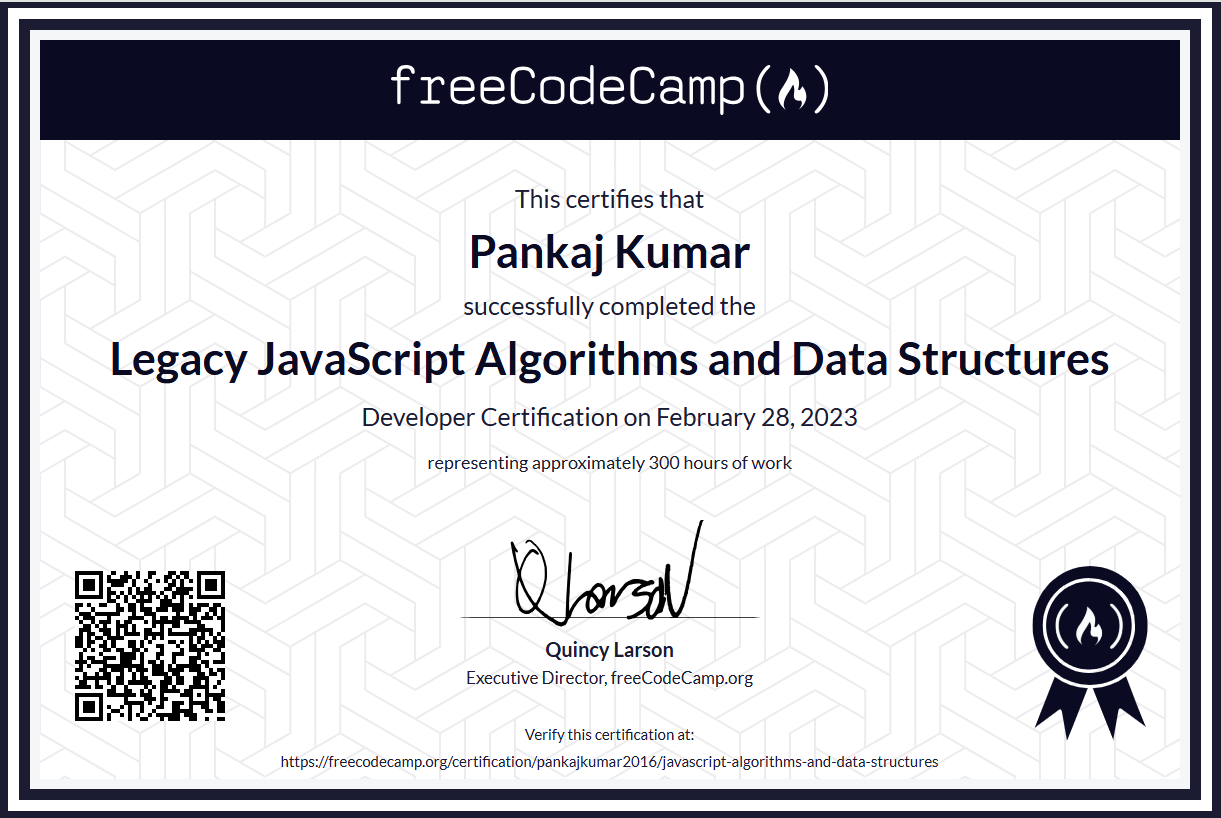 freeCodeCamp
This certifies that
Pankaj Kumar
successfully completed the
Legacy JavaScript Algorithms and Data Structures
Developer Certification on February 28, 2023
representing approximately 300 hours of work
Q Larson
Quincy Larson
Executive Director, freeCodeCamp.org
Verify this certification at:
https://freecodecamp.org/certification/pankajkumar2016/javascript-algorithms-and-data-structures